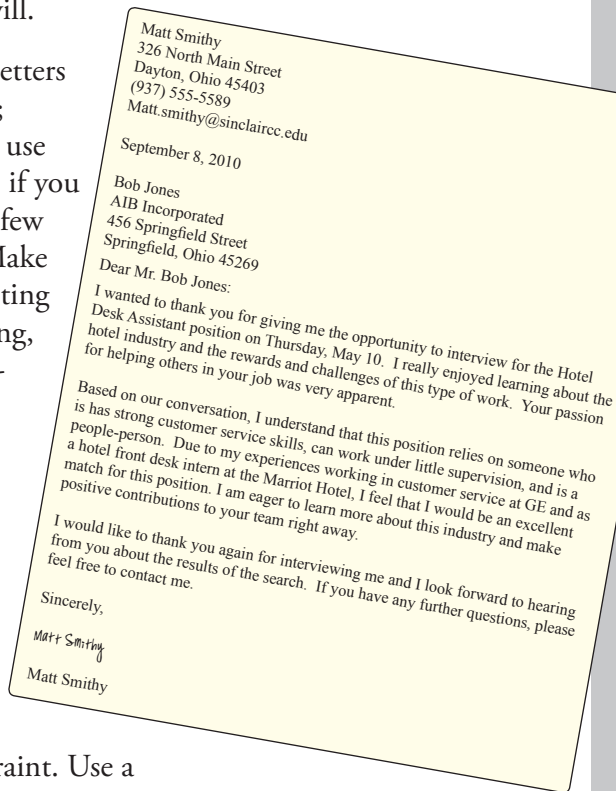 will.
etters
use
if you
few
Make
ting
ng,
Matt Smithy
326 North Main Street
Dayton, Ohio 45403
(937) 555-5589
Matt.smithy@sinclaircc.edu
September 8, 2010
Bob Jones
AIB Incorporated
456 Springfield Street
Springfield, Ohio 45269
Dear Mr. Bob Jones:
I wanted to thank you for giving me the opportunity to interview for the Hotel
Desk Assistant position on Thursday, May 10. I really enjoyed learning about the
hotel industry and the rewards and challenges of this type of work. Your passion
for helping others in your job was very apparent.
Based on our conversation, I understand that this position relies on someone who
is has strong customer service skills, can work under little supervision, and is a
people-person. Due to my experiences working in customer service at GE and as
a hotel front desk intern at the Marriot Hotel, I feel that I would be an excellent
match for this position. I am eager to learn more about this industry and make
positive contributions to your team right away.
I would like to thank you again for interviewing me and I look forward to hearing
from you about the results of the search. If you have any further questions, please
feel free to contact me.
Sincerely,
Matt Smithy
Matt Smithy
raint. Use a